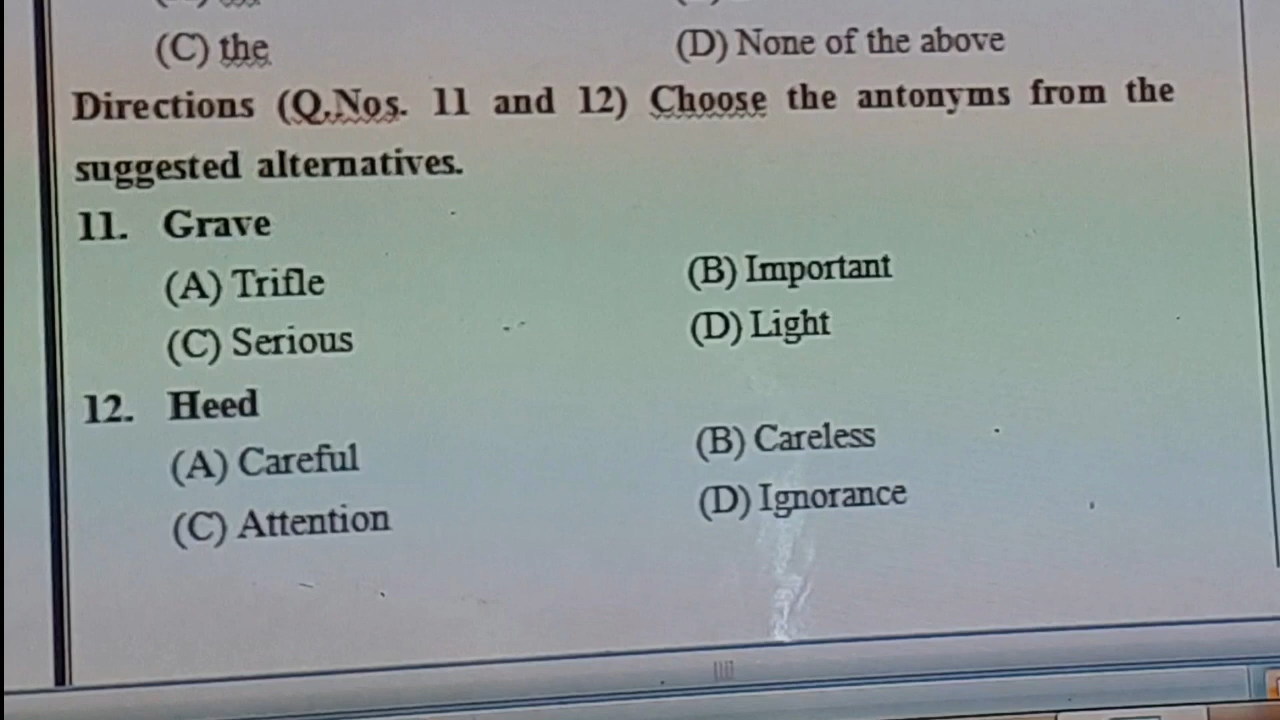 (C) the
(D) None of the above
Directions (Q.Nos. 11 and 12) Choose the antonyms from the
suggested alternatives.
11. Grave
(A) Trifle
(B) Important
(C) Serious
(D) Light
12. Heed
(A) Careful
(B) Careless
(C) Attention
(D) Ignorance